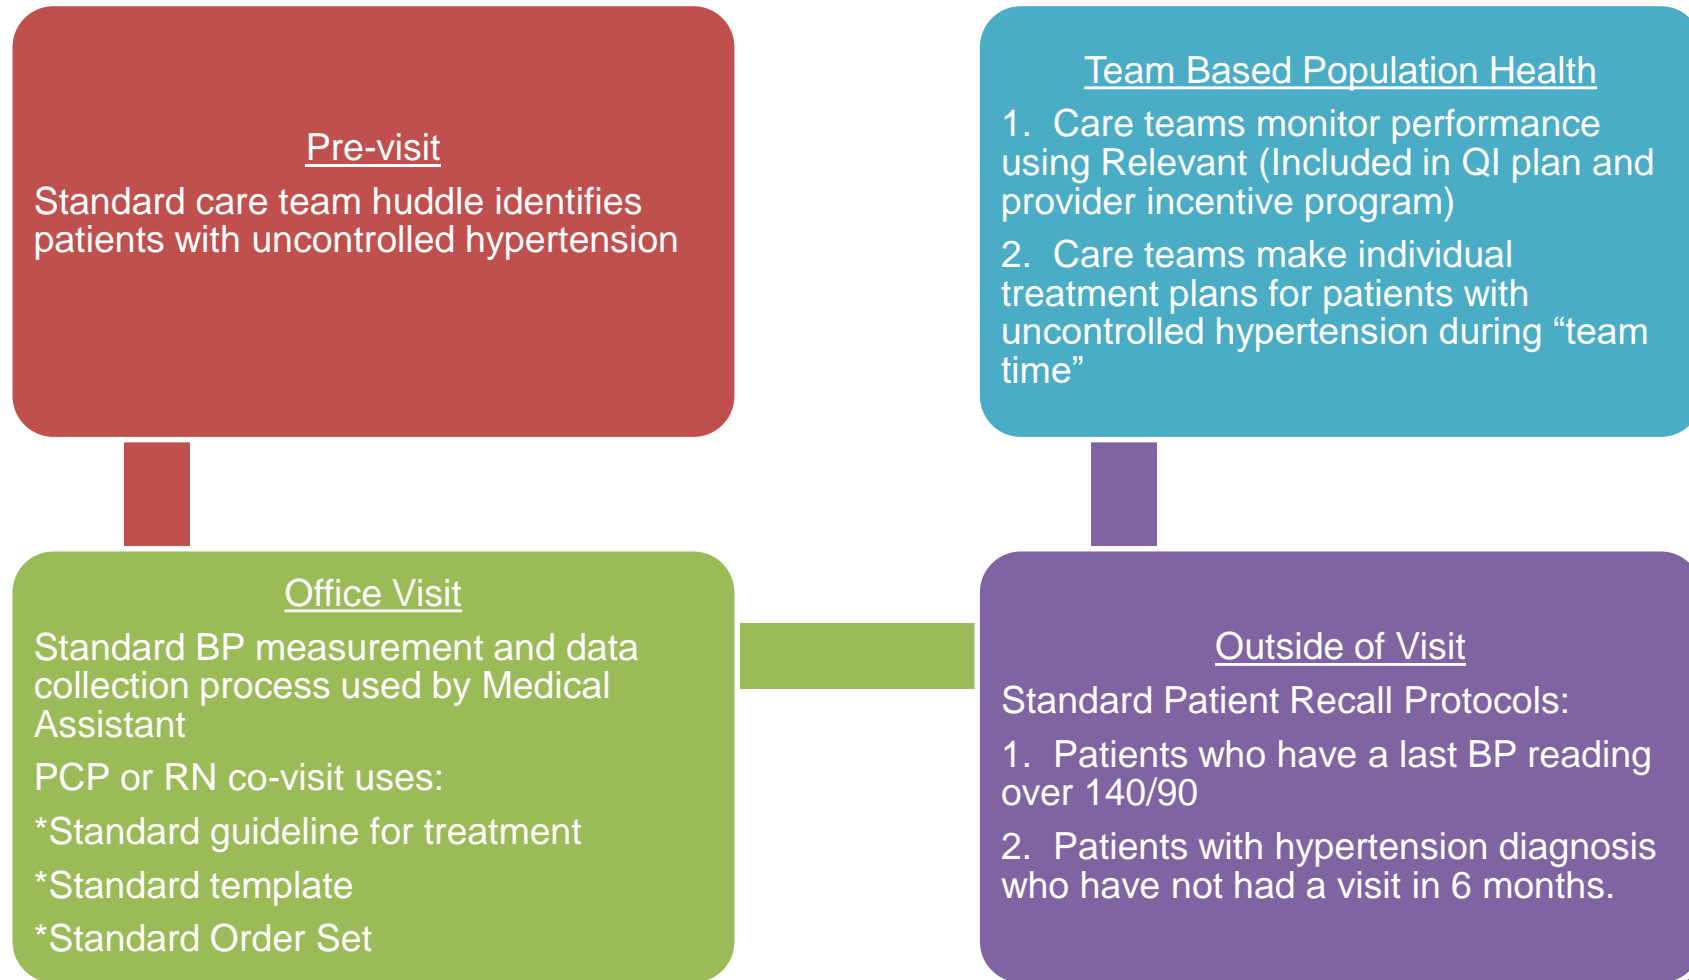 Pre-visit
Standard care team huddle identifies
patients with uncontrolled hypertension
Office Visit
Standard BP measurement and data
collection process used by Medical
Assistant
PCP or RN co-visit uses:
*Standard guideline for treatment
*Standard template
*Standard Order Set
Outside of Visit
Standard Patient Recall Protocols:
1. Patients who have a last BP reading
over 140/90
2. Patients with hypertension diagnosis
who have not had a visit in 6 months.
Team Based Population Health
1. Care teams monitor performance
using Relevant (Included in QI plan and
provider incentive program)
2. Care teams make individual
treatment plans for patients with
uncontrolled hypertension during “team
time”